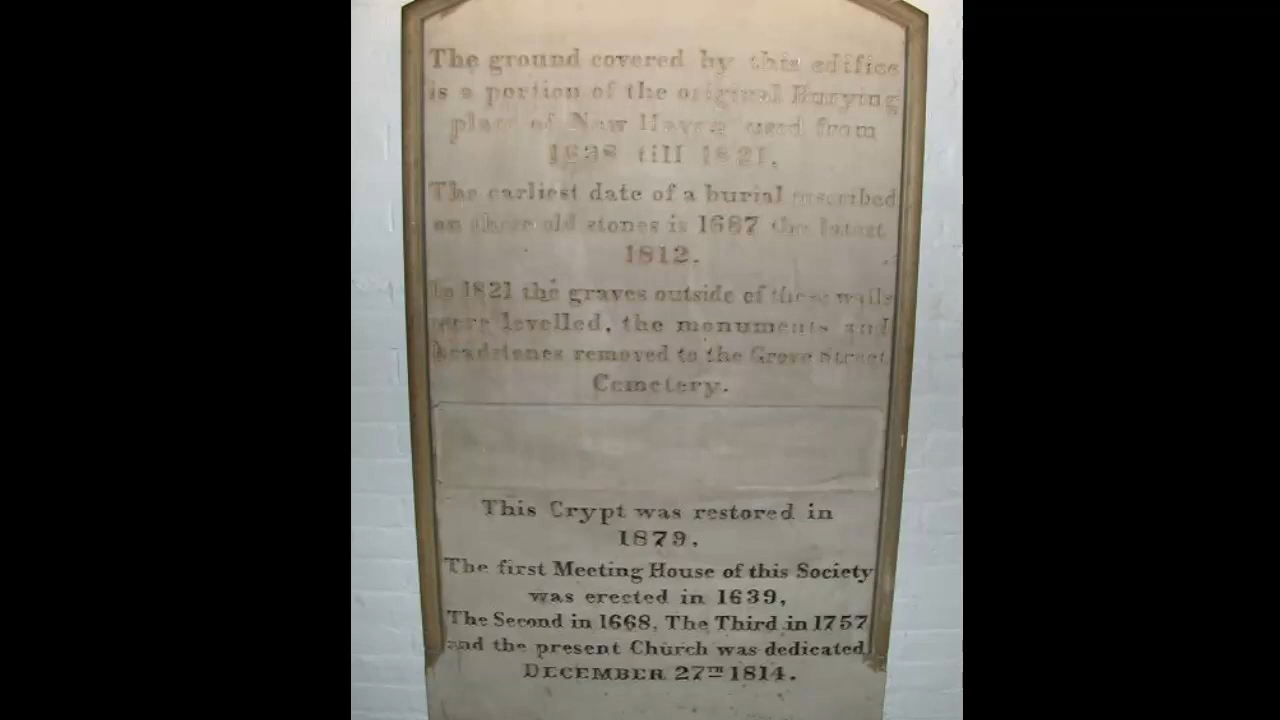 The ground covered by this edifice
is a portion of the original Burying
place of New Haven used from
1638 till 1821.
The earliest date of a burial inscribed
on these old stones is 1687 the latest
1812.
In 1821 the graves outside of these walls
were levelled, the monuments and
headstones removed to the Grove Street
Cemetery.
This Crypt was restored in
1879.
The first Meeting House of this Society
was erected in 1639,
The Second in 1668, The Third in 1757
and the present Church was dedicated
DECEMBER 27TH 1814.